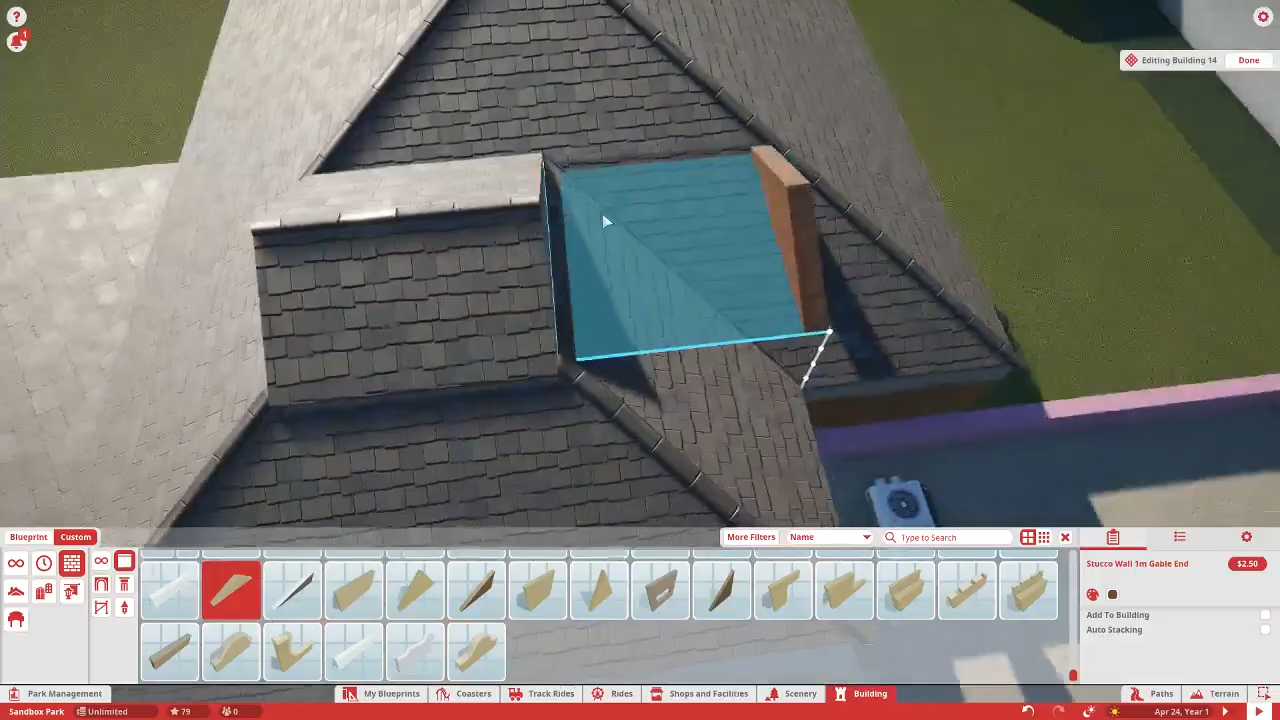 ?
1
Editing Building 14 Done
Blueprint Custom
More Filters Name Type to Search
Stucco Wall 1m Gable End $2.50
Add To Building
Auto Stacking
Park Management My Blueprints Coasters Track Rides Rides Shops and Facilities Scenery Building Paths Terrain
Sandbox Park Unlimited 79 0 Apr 24, Year 1